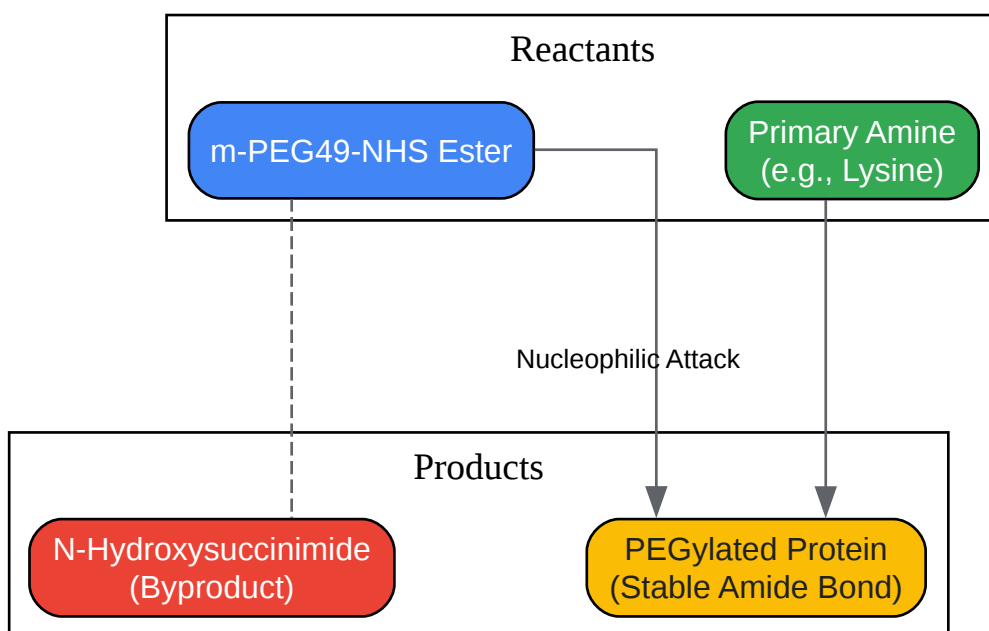 Reactants
m-PEG49-NHS Ester
Primary Amine
(e.g., Lysine)
Nucleophilic Attack
Products
N-Hydroxysuccinimide
(Byproduct)
PEGylated Protein
(Stable Amide Bond)